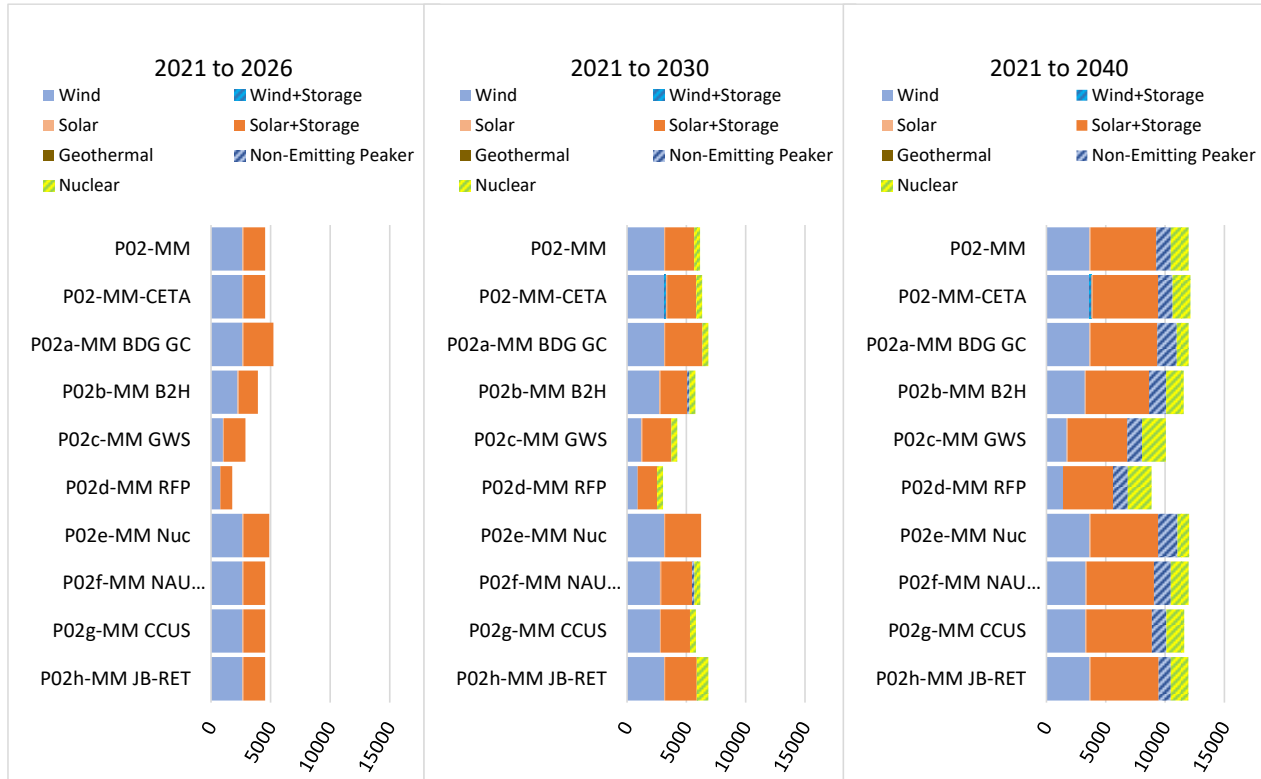 2021 to 2026
Wind
Wind+Storage
Solar
Solar+Storage
Geothermal
Non-Emitting Peaker
Nuclear
P02-MM
P02-MM-CETA
P02a-MM BDG GC
P02b-MM B2H
P02c-MM GWS
P02d-MM RFP
P02e-MM Nuc
P02f-MM NAU...
P02g-MM CCUS
P02h-MM JB-RET
0
5000
10000
15000
2021 to 2030
Wind
Wind+Storage
Solar
Solar+Storage
Geothermal
Non-Emitting Peaker
Nuclear
P02-MM
P02-MM-CETA
P02a-MM BDG GC
P02b-MM B2H
P02c-MM GWS
P02d-MM RFP
P02e-MM Nuc
P02f-MM NAU...
P02g-MM CCUS
P02h-MM JB-RET
0
5000
10000
15000
2021 to 2040
Wind
Wind+Storage
Solar
Solar+Storage
Geothermal
Non-Emitting Peaker
Nuclear
P02-MM
P02-MM-CETA
P02a-MM BDG GC
P02b-MM B2H
P02c-MM GWS
P02d-MM RFP
P02e-MM Nuc
P02f-MM NAU...
P02g-MM CCUS
P02h-MM JB-RET
0
5000
10000
15000